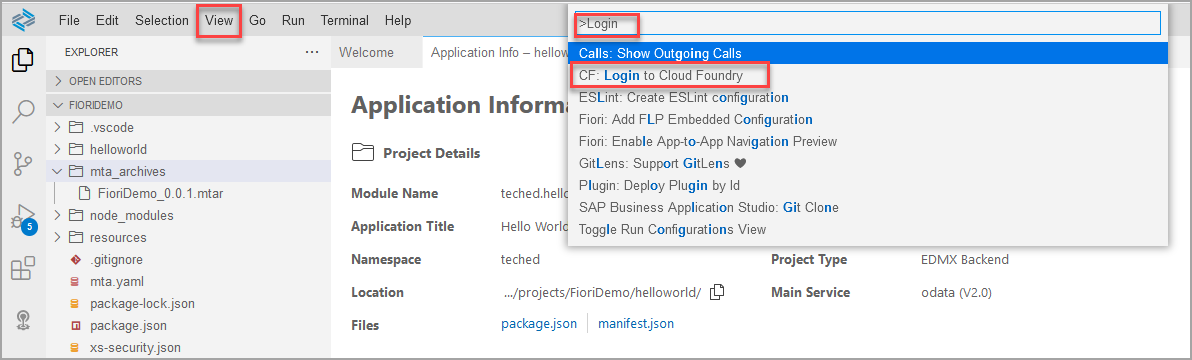 File Edit Selection View Go Run Terminal Help
>Login
Calls: Show Outgoing Calls
CF: Login to Cloud Foundry
ESLint: Create ESLint configuration
Fiori: Add FLP Embedded Configuration
Fiori: Enable App-to-App Navigation Preview
GitLens: Support GitLens ♥
Plugin: Deploy Plugin by Id
SAP Business Application Studio: Git Clone
Toggle Run Configurations View
EXPLORER ...
OPEN EDITORS
FIORIDEMO
.vscode
helloworld
mta_archives
FioriDemo_0.0.1.mtar
node_modules
resources
.gitignore
mta.yaml
package-lock.json
package.json
xs-security.json
5
Welcome
Application Info – hellow
Application Informa
Project Details
Module Name teched.hello
Application Title Hello World
Namespace teched
Project Type EDMX Backend
Location .../projects/FioriDemo/helloworld/
Main Service odata (V2.0)
Files package.json manifest.json